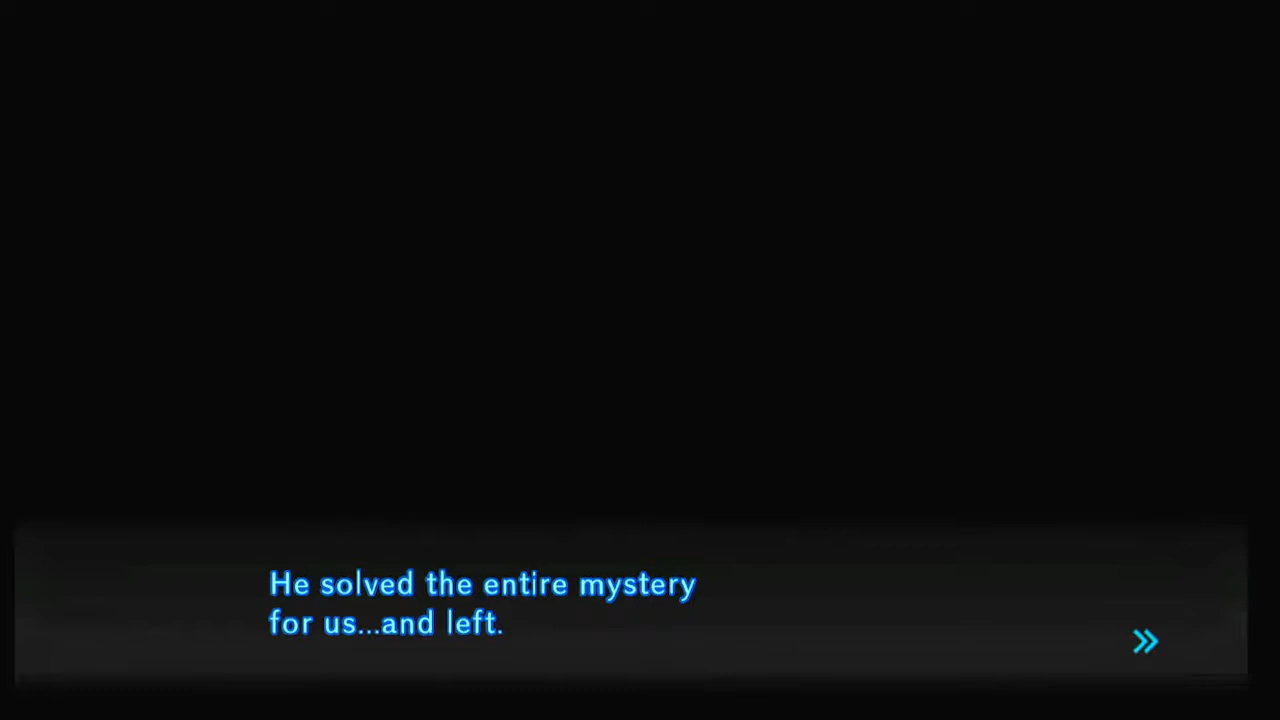 He solved the entire mystery
for us...and left.